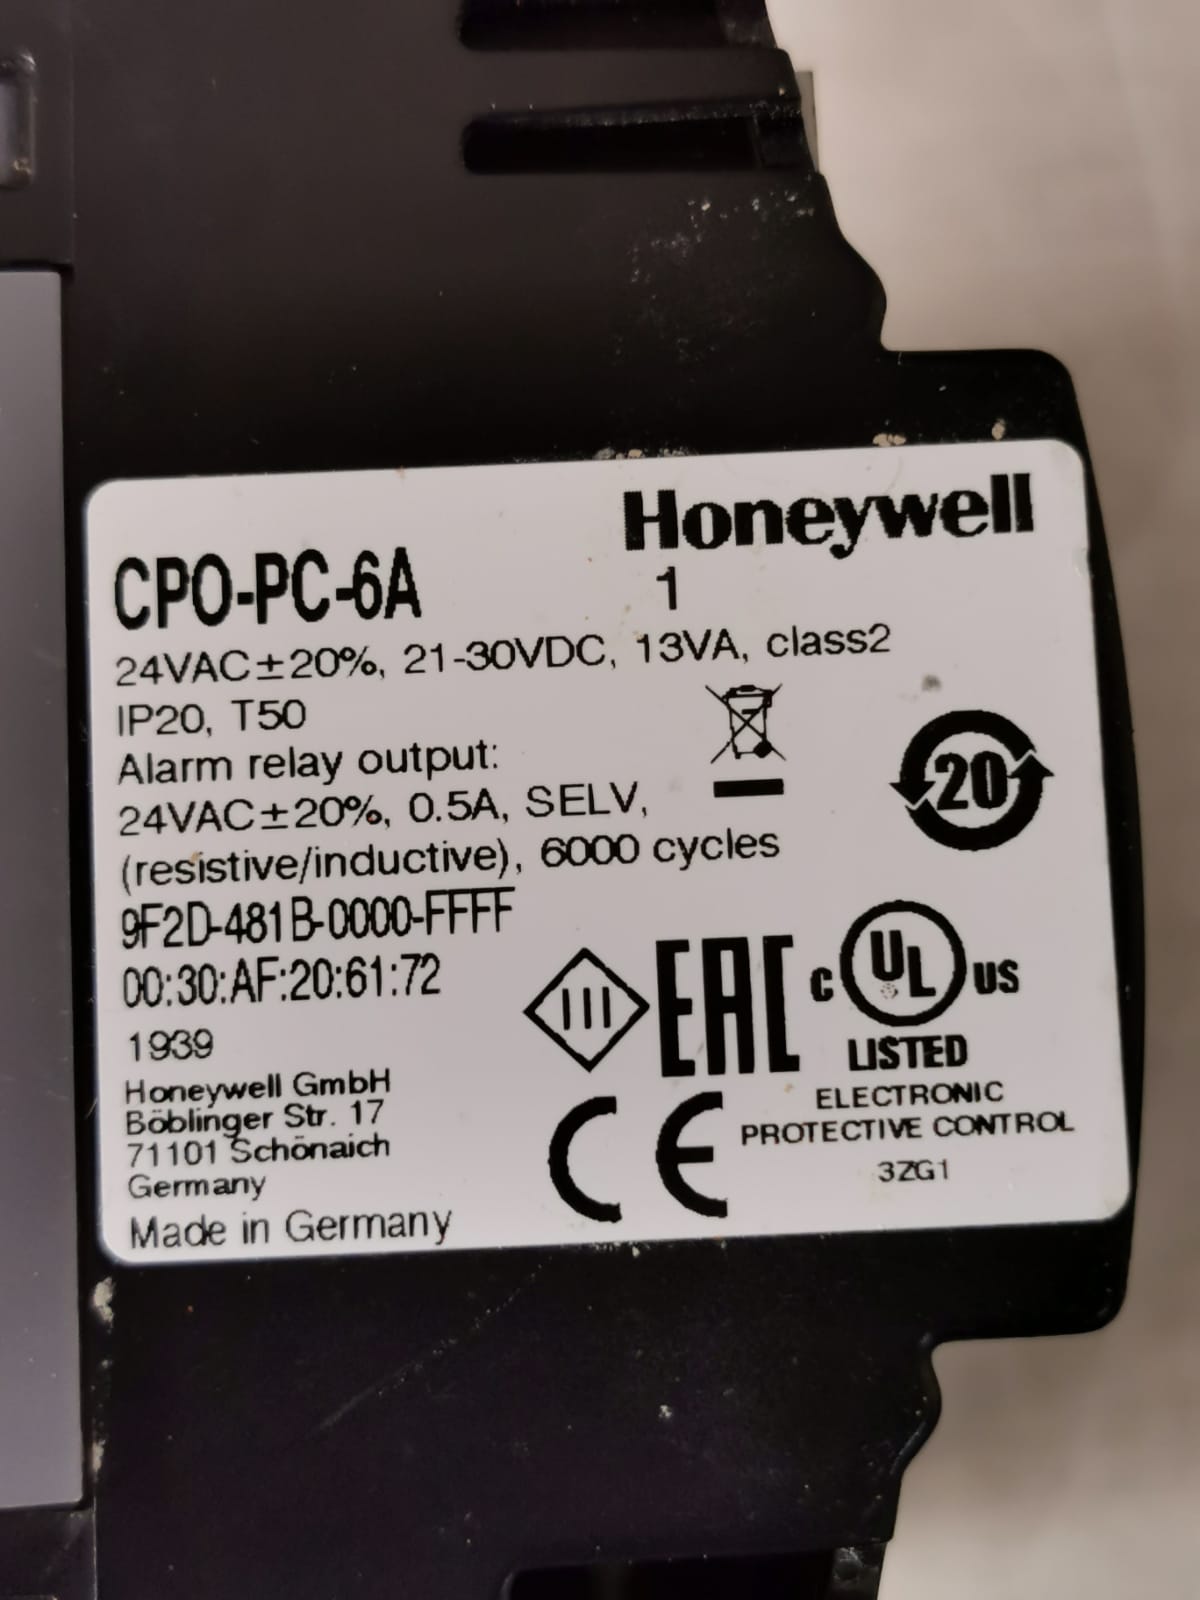 Honeywell
CPO-PC-6A
1
24VAC±20%, 21-30VDC, 13VA, class2
IP20, T50
Alarm relay output:
24VAC±20%, 0.5A, SELV,
(resistive/inductive), 6000 cycles
20
9F2D-481B-0000-FFFF
00:30:AF:20:61:72
1939
Honeywell GmbH
Böblinger Str. 17
71101 Schönaich
Germany
Made in Germany
III
EAC
C UL US
LISTED
CE
ELECTRONIC
PROTECTIVE CONTROL
3ZG1